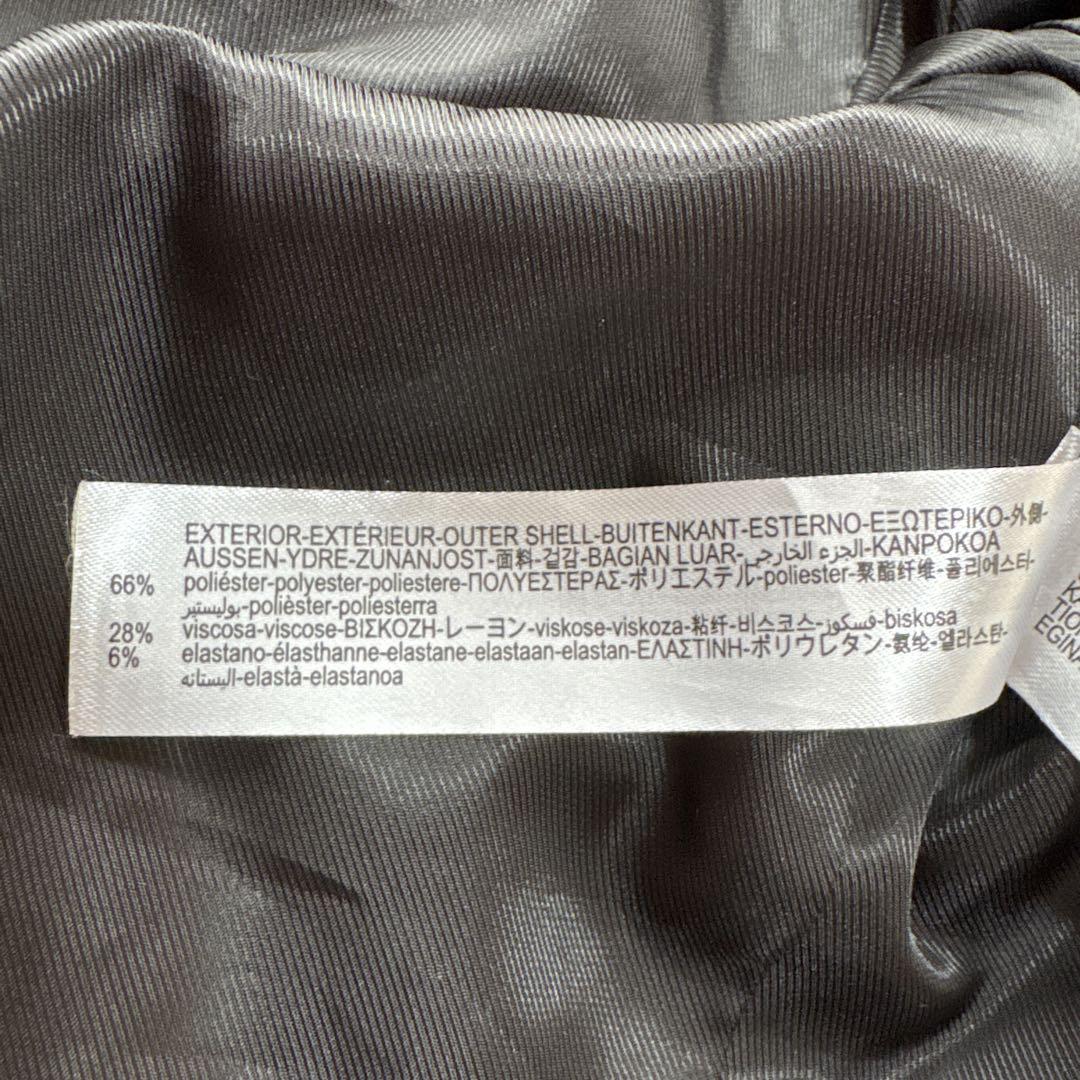 EXTERIOR-EXTÉRIEUR-OUTER SHELL-BUITENKANT-ESTERNO-ΕΞΩΤΕΡΙΚΟ-外側-
AUSSEN-YDRE-ZUNANJOST-面料-겉감-BAGIAN LUAR-الجزء الخارجي-KANPOKOA
66% poliéster-polyester-poliestere-ΠΟΛΥΕΣΤΕΡΑΣ-ポリエステル-poliester-聚酯纤维-폴리에스터-
بوليستير-polièster-poliesterra
28% viscosa-viscose-ΒΙΣΚΟΖΗ-レーヨン-viskose-viskoza-粘纤-비스코스-فسكوز-biskosa
6% elastano-élasthanne-elastane-elastaan-elastan-ΕΛΑΣΤΙΝΗ-ポリウレタン-氨纶-엘라스탄-
اليستانه-elastà-elastanoa
TIO
EGINA